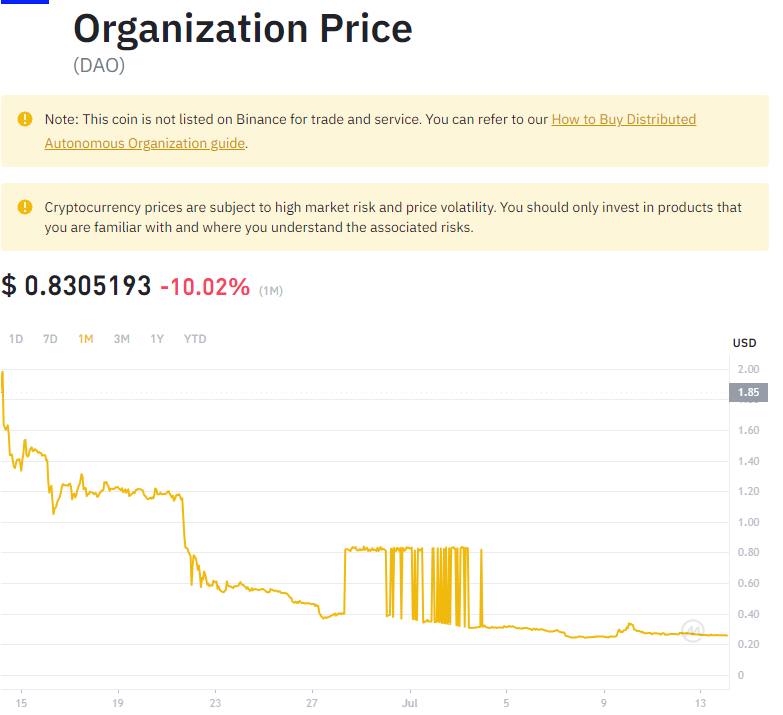 Organization Price
(DAO)
Note: This coin is not listed on Binance for trade and service. You can refer to our How to Buy Distributed
Autonomous Organization guide.
Cryptocurrency prices are subject to high market risk and price volatility. You should only invest in products that
you are familiar with and where you understand the associated risks.
$ 0.8305193 -10.02% (1M)
1D 7D 1M 3M 1Y YTD
USD
2.00
1.85
1.60
1.40
1.20
1.00
0.80
0.60
0.40
0.20
0
15 19 23 27 Jul 5 9 13